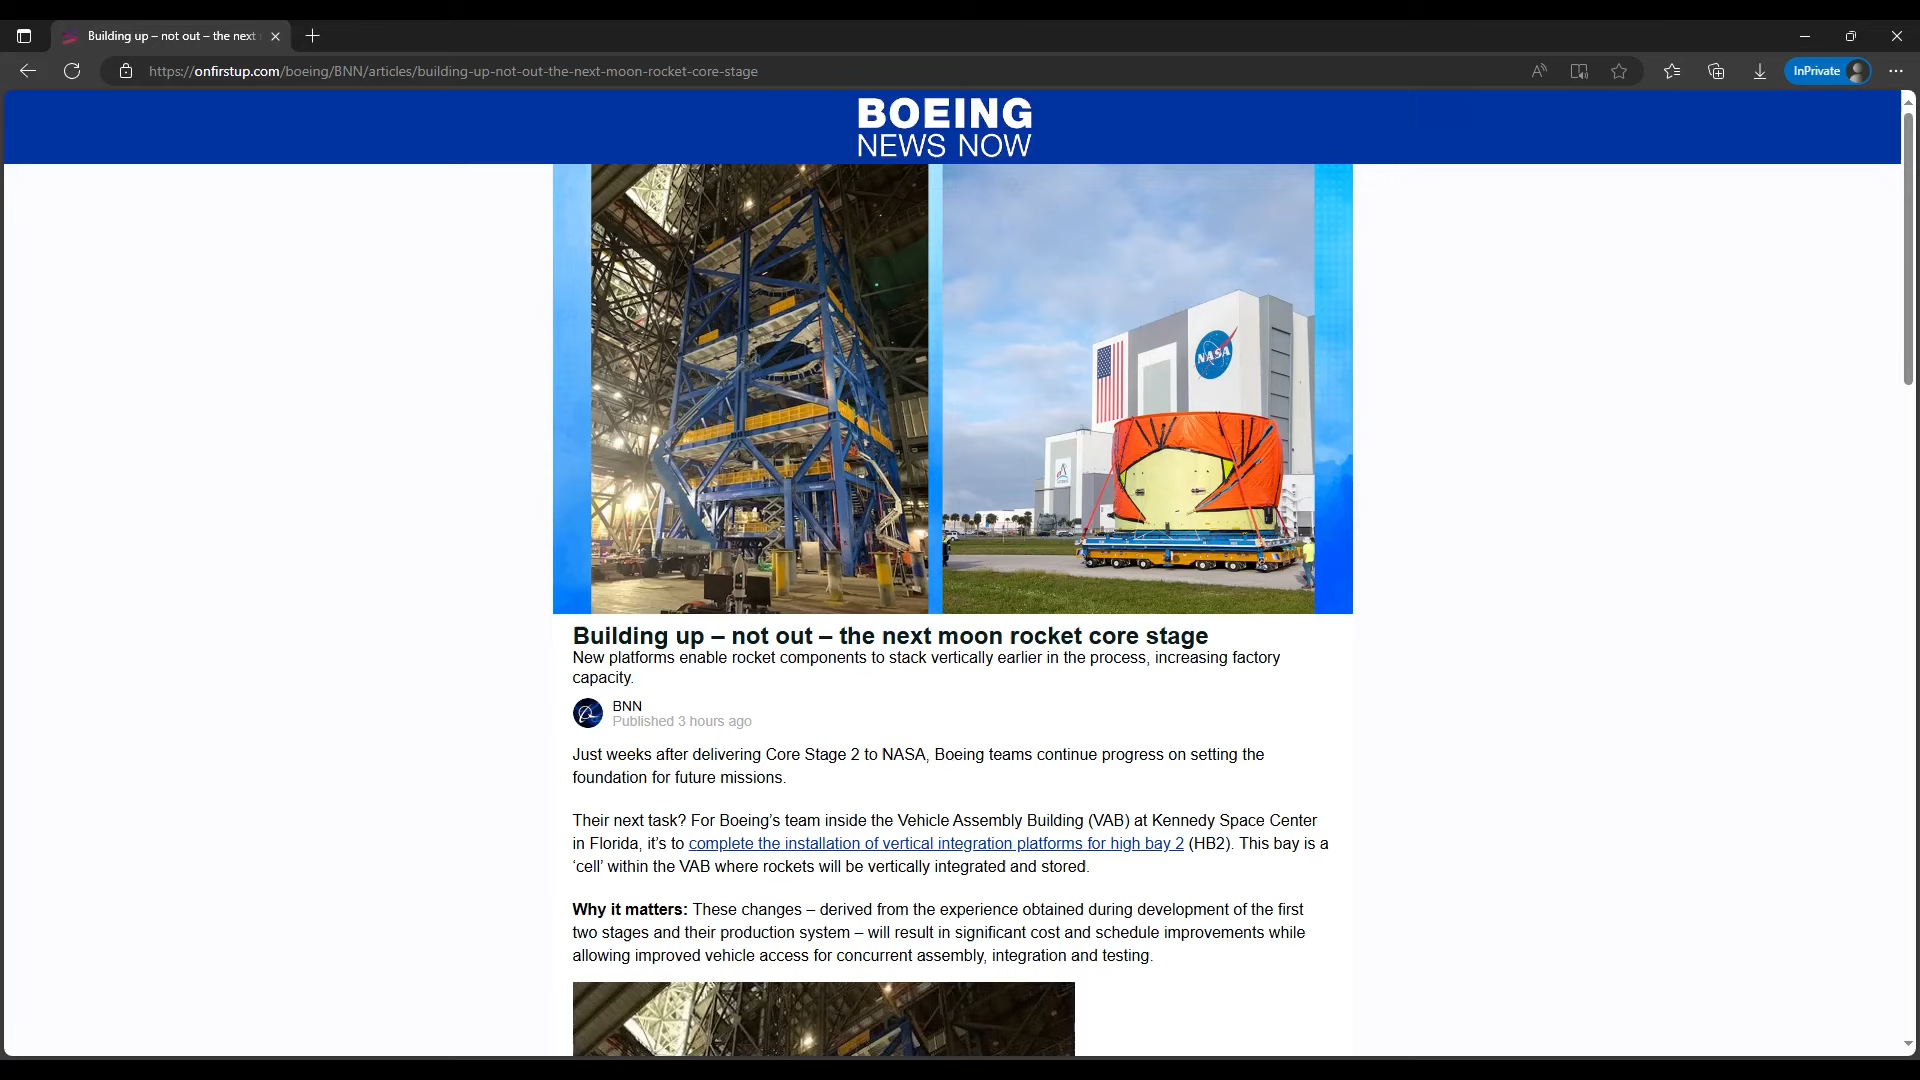 Building up – not out – the next
https://onfirstup.com/boeing/BNN/articles/building-up-not-out-the-next-moon-rocket-core-stage
InPrivate
BOEING
NEWS NOW
NASA
Building up – not out – the next moon rocket core stage
New platforms enable rocket components to stack vertically earlier in the process, increasing factory
capacity.
BNN
Published 3 hours ago
Just weeks after delivering Core Stage 2 to NASA, Boeing teams continue progress on setting the
foundation for future missions.
Their next task? For Boeing’s team inside the Vehicle Assembly Building (VAB) at Kennedy Space Center
in Florida, it’s to complete the installation of vertical integration platforms for high bay 2 (HB2). This bay is a
‘cell’ within the VAB where rockets will be vertically integrated and stored.
Why it matters: These changes – derived from the experience obtained during development of the first
two stages and their production system – will result in significant cost and schedule improvements while
allowing improved vehicle access for concurrent assembly, integration and testing.